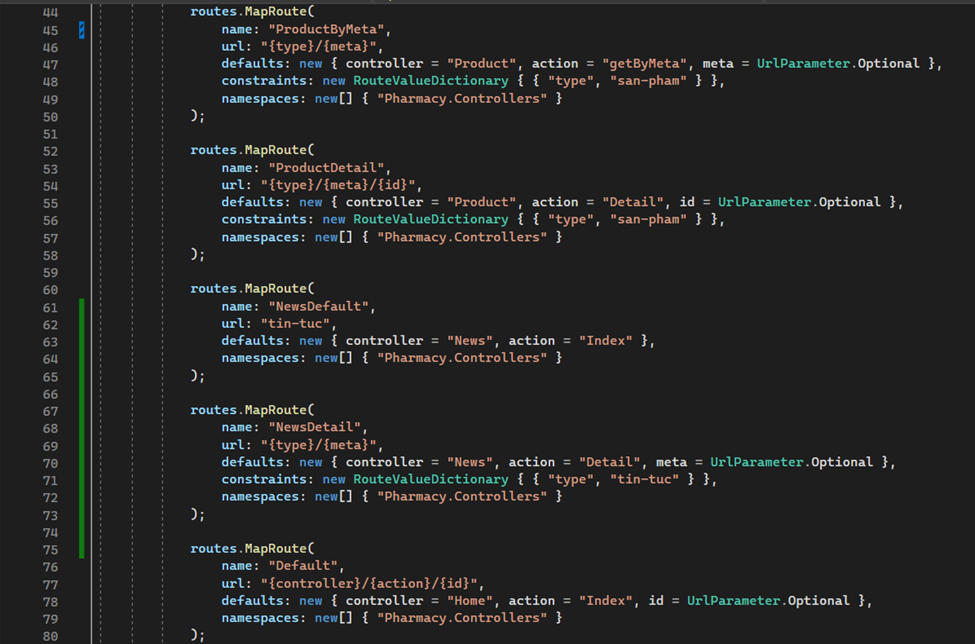 44 routes.MapRoute(
45 name: "ProductByMeta",
46 url: "{type}/{meta}",
47 defaults: new { controller = "Product", action = "getByMeta", meta = UrlParameter.Optional },
48 constraints: new RouteValueDictionary { { "type", "san-pham" } },
49 namespaces: new[] { "Pharmacy.Controllers" }
50 );
51
52 routes.MapRoute(
53 name: "ProductDetail",
54 url: "{type}/{meta}/{id}",
55 defaults: new { controller = "Product", action = "Detail", id = UrlParameter.Optional },
56 constraints: new RouteValueDictionary { { "type", "san-pham" } },
57 namespaces: new[] { "Pharmacy.Controllers" }
58 );
59
60 routes.MapRoute(
61 name: "NewsDefault",
62 url: "tin-tuc",
63 defaults: new { controller = "News", action = "Index" },
64 namespaces: new[] { "Pharmacy.Controllers" }
65 );
66
67 routes.MapRoute(
68 name: "NewsDetail",
69 url: "{type}/{meta}",
70 defaults: new { controller = "News", action = "Detail", meta = UrlParameter.Optional },
71 constraints: new RouteValueDictionary { { "type", "tin-tuc" } },
72 namespaces: new[] { "Pharmacy.Controllers" }
73 );
74
75 routes.MapRoute(
76 name: "Default",
77 url: "{controller}/{action}/{id}",
78 defaults: new { controller = "Home", action = "Index", id = UrlParameter.Optional },
79 namespaces: new[] { "Pharmacy.Controllers" }
80 );